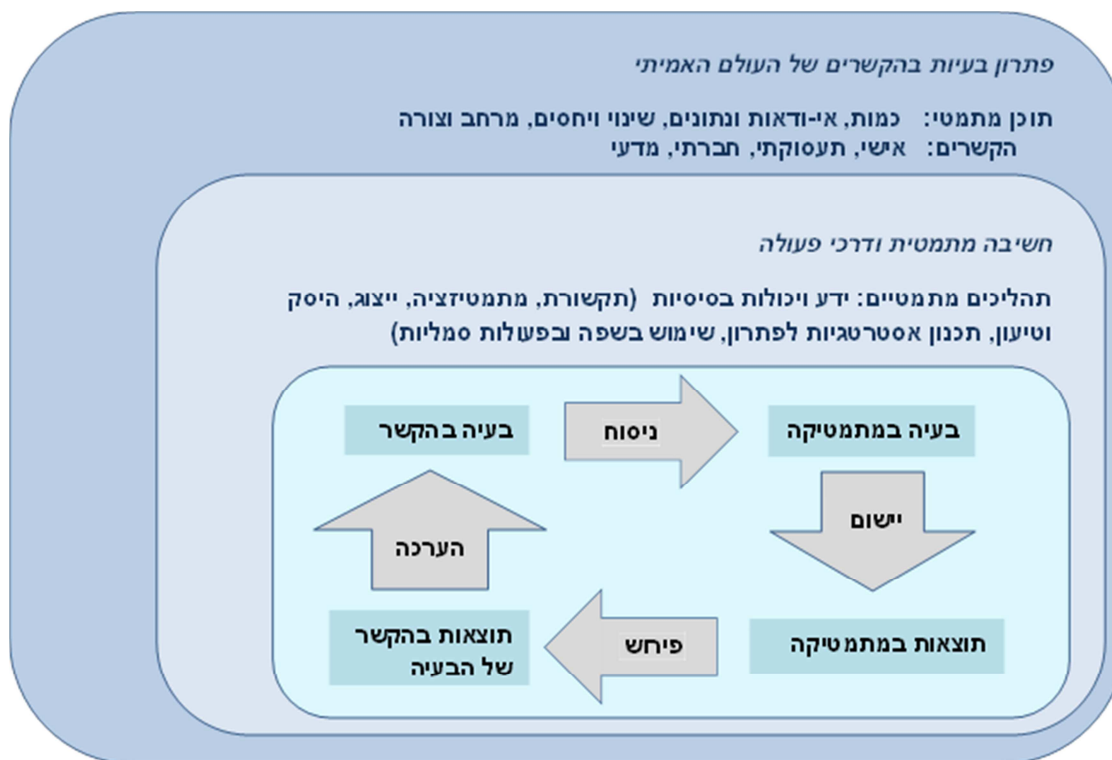 פתרון בעיות בהקשרים של העולם האמיתי
תוכן מתמטי: כמות, אי-ודאות ונתונים, שינוי ויחסים, מרחב וצורה
הקשרים: אישי, תעסוקתי, חברתי, מדעי
חשיבה מתמטית ודרכי פעולה
תהליכים מתמטיים: ידע ויכולות בסיסיות (תקשורת, מתמטיזציה, ייצוג, היסק
וטיעון, תכנון אסטרטגיות לפתרון, שימוש בשפה ובפעולות סמליות)
בעיה במתמטיקה
ניסוח
בעיה בהקשר
יישום
הערכה
תוצאות במתמטיקה
פירוש
תוצאות בהקשר
של הבעיה